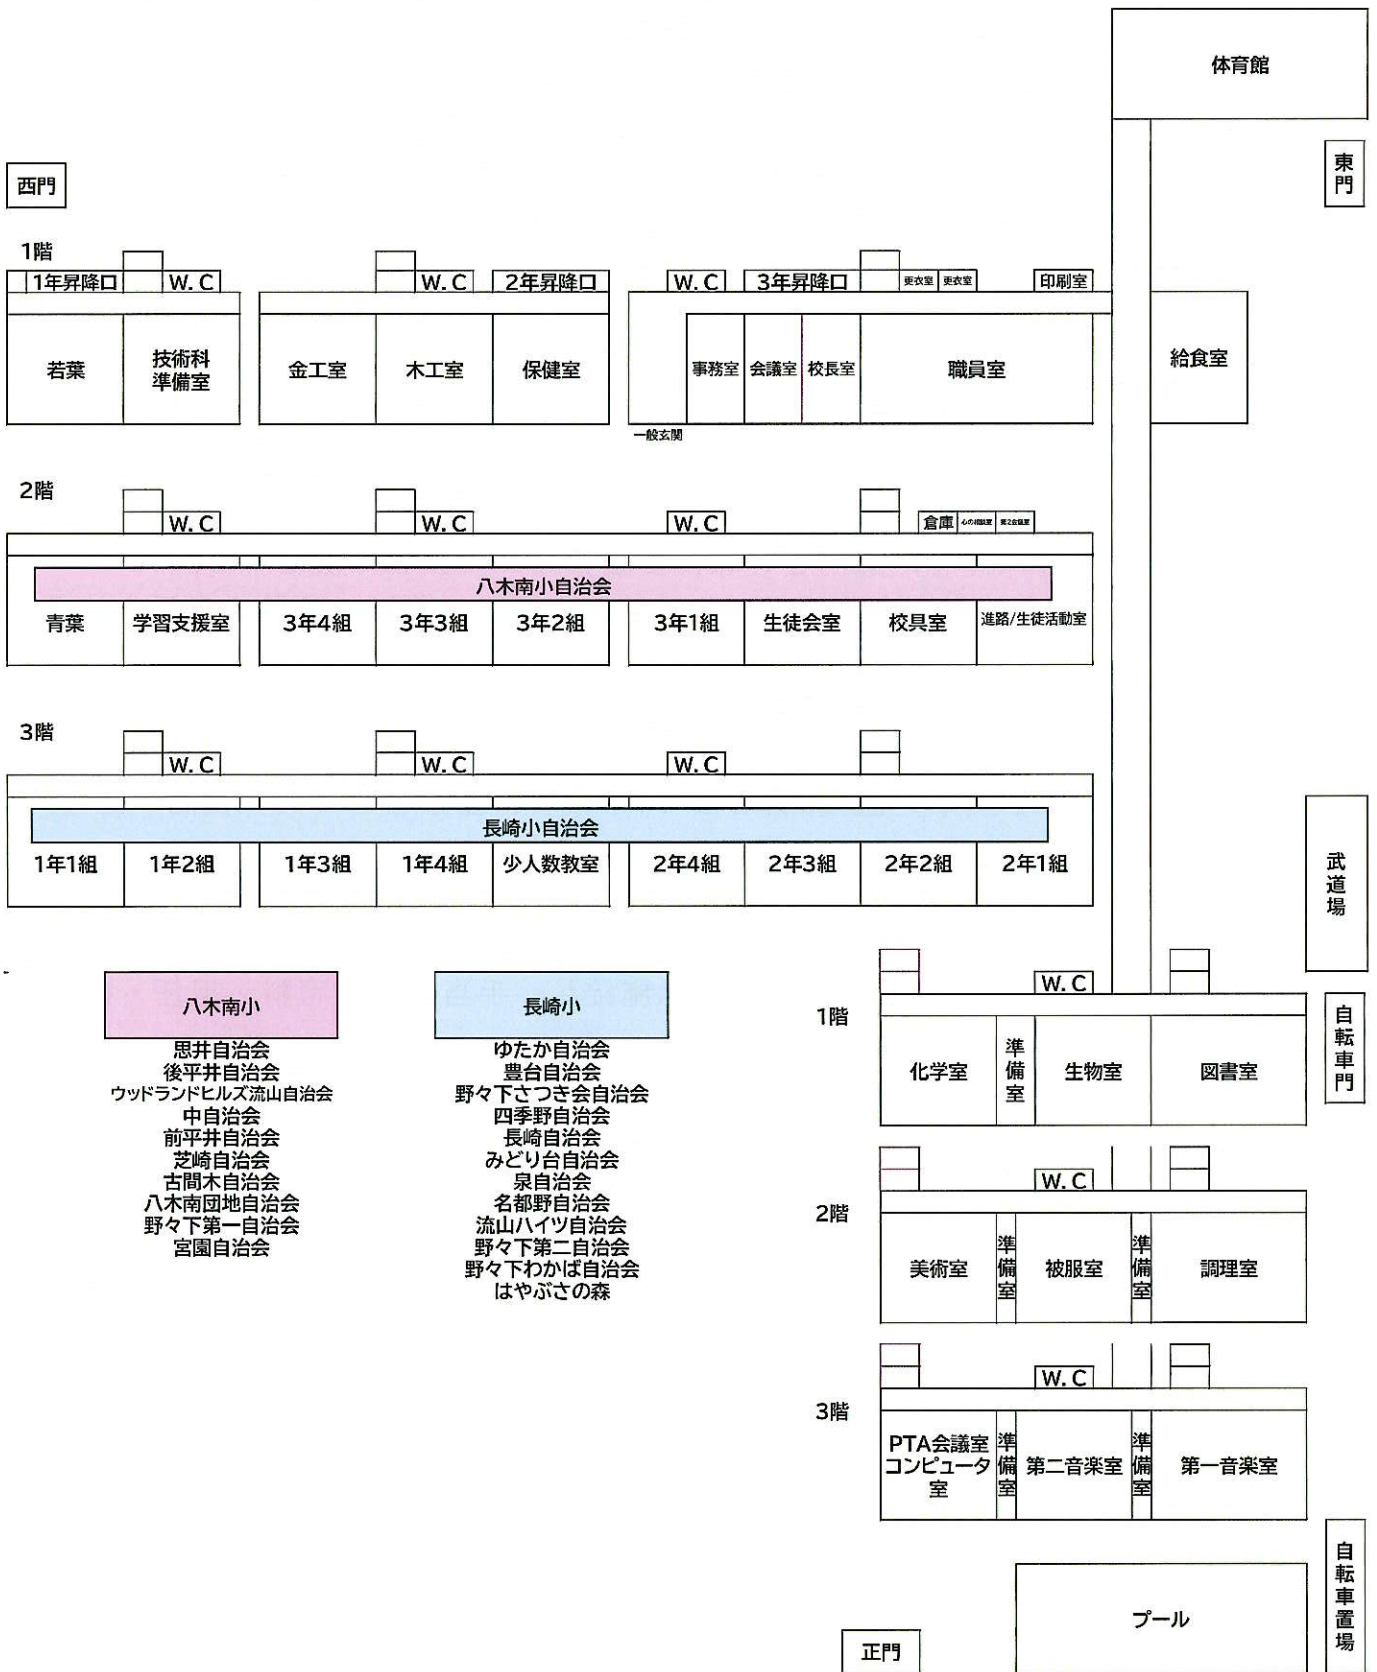 体育館
東門
西門
1階
1年昇降口 W.C W.C 2年昇降口 W.C 3年昇降口 更衣室 更衣室 印刷室
若葉 技術科準備室 金工室 木工室 保健室 事務室 会議室 校長室 職員室 給食室
一般玄関
2階
W.C W.C W.C 倉庫 心の相談室 第2会議室
八木南小自治会
青葉 学習支援室 3年4組 3年3組 3年2組 3年1組 生徒会室 校具室 進路/生徒活動室
3階
W.C W.C W.C
長崎小自治会
1年1組 1年2組 1年3組 1年4組 少人数教室 2年4組 2年3組 2年2組 2年1組
武道場
八木南小
思井自治会
後平井自治会
ウッドランドヒルズ流山自治会
中自治会
前平井自治会
芝崎自治会
古間木自治会
八木南団地自治会
野々下第一自治会
宮園自治会
長崎小
ゆたか自治会
豊台自治会
野々下さつき会自治会
四季野自治会
長崎自治会
みどり台自治会
泉自治会
名都野自治会
流山ハイツ自治会
野々下第二自治会
野々下わかば自治会
はやぶさの森
W.C
1階
化学室 準備室 生物室 図書室
自転車門
W.C
2階
美術室 準備室 被服室 準備室 調理室
W.C
3階
PTA会議室
コンピュータ
室
準備室 第二音楽室 準備室 第一音楽室
自転車置場
プール
正門